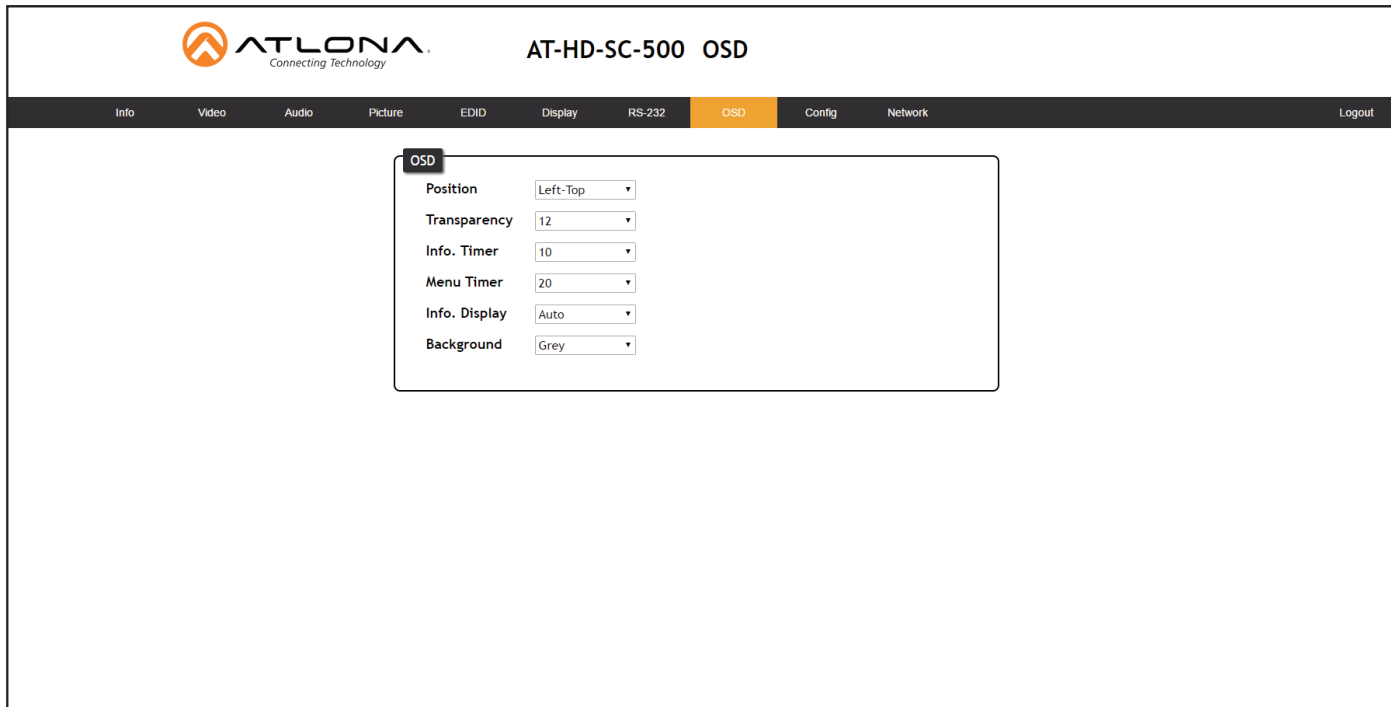 ATLONA.
Connecting Technology
AT-HD-SC-500 OSD
Info Video Audio Picture EDID Display RS-232 OSD Config Network Logout
OSD
Position Left-Top
Transparency 12
Info. Timer 10
Menu Timer 20
Info. Display Auto
Background Grey